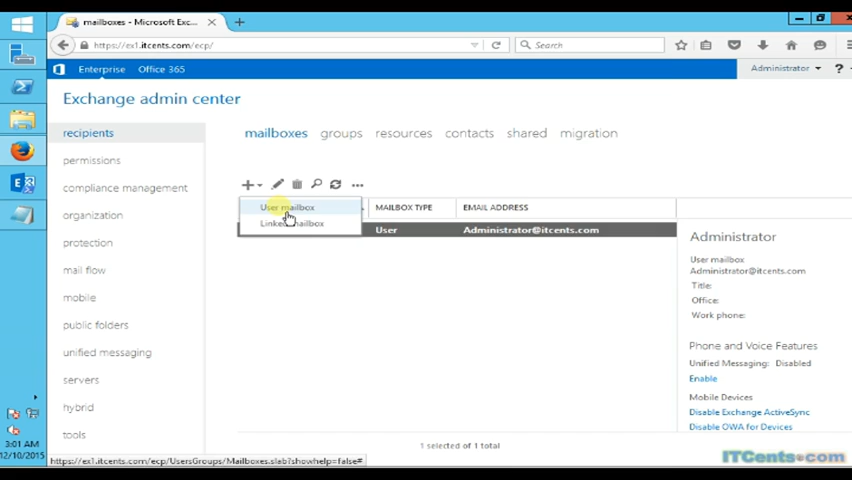 mailboxes - Microsoft Exc...
https://ex1.itcents.com/ecp/
Search
Enterprise Office 365
Administrator ?
Exchange admin center
recipients
permissions
compliance management
organization
protection
mail flow
mobile
public folders
unified messaging
servers
hybrid
tools
mailboxes groups resources contacts shared migration
User mailbox
Linked mailbox
MAILBOX TYPE EMAIL ADDRESS
User Administrator@itcents.com
Administrator
User mailbox
Administrator@itcents.com
Title:
Office:
Work phone:
Phone and Voice Features
Unified Messaging: Disabled
Enable
Mobile Devices
Disable Exchange ActiveSync
Disable OWA for Devices
1 selected of 1 total
3:01 AM
12/10/2015
https://ex1.itcents.com/ecp/UsersGroups/Mailboxes.slab?showhelp=false#
ITCents.com